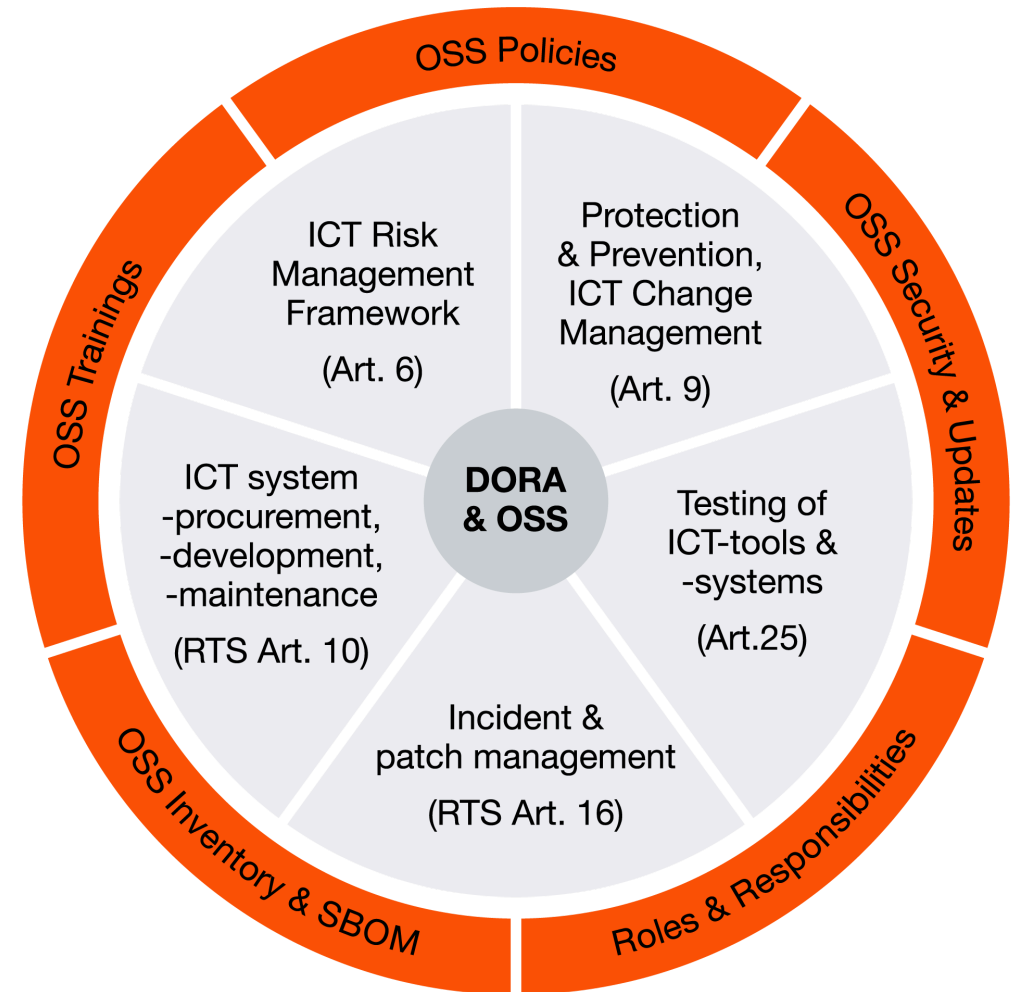 OSS Policies
OSS Security & Updates
Roles & Responsibilities
OSS Inventory & SBOM
OSS Trainings
ICT Risk
Management
Framework
(Art. 6)
Protection
& Prevention,
ICT Change
Management
(Art. 9)
Testing of
ICT-tools &
-systems
(Art.25)
Incident &
patch management
(RTS Art. 16)
ICT system
-procurement,
-development,
-maintenance
(RTS Art. 10)
DORA
& OSS